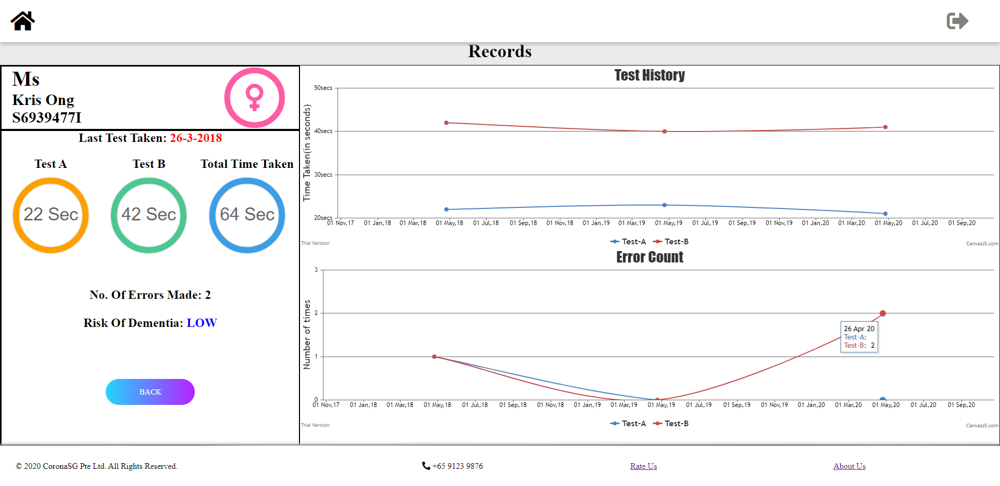 Records
Ms
Kris Ong
S6939477I
Last Test Taken: 26-3-2018
Test A
Test B
Total Time Taken
22 Sec
42 Sec
64 Sec
No. Of Errors Made: 2
Risk Of Dementia: LOW
BACK
Test History
Time Taken(in seconds)
50secs
40secs
30secs
20secs
01 Nov,17 01 Jan,18 01 Mar,18 01 May,18 01 Jul,18 01 Sep,18 01 Nov,18 01 Jan,19 01 Mar,19 01 May,19 01 Jul,19 01 Sep,19 01 Nov,19 01 Jan,20 01 Mar,20 01 May,20 01 Jul,20 01 Sep,20
Test-A Test-B
Trial Version
CanvasJS.com
Error Count
Number of times
3
2
1
0
26 Apr 20
Test-A:
Test-B: 2
01 Nov,17 01 Jan,18 01 Mar,18 01 May,18 01 Jul,18 01 Sep,18 01 Nov,18 01 Jan,19 01 Mar,19 01 May,19 01 Jul,19 01 Sep,19 01 Nov,19 01 Jan,20 01 Mar,20 01 May,20 01 Jul,20 01 Sep,20
Test-A Test-B
Trial Version
CanvasJS.com
© 2020 CoronaSG Pte Ltd. All Rights Reserved.
+65 9123 9876
Rate Us
About Us